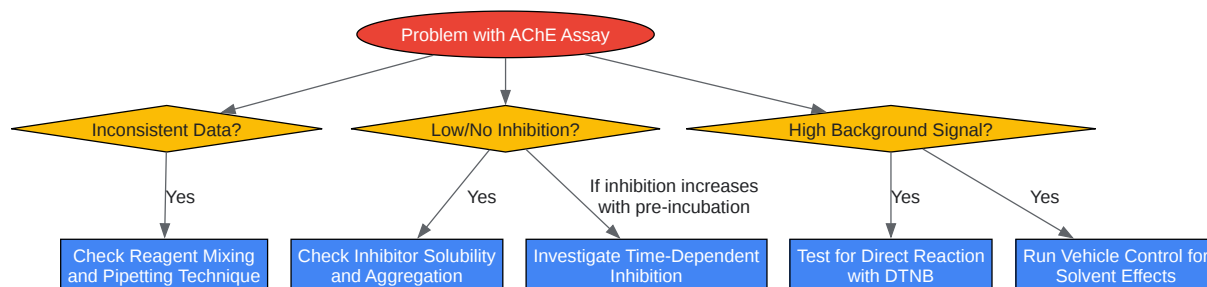 Problem with AChE Assay
Inconsistent Data?
Low/No Inhibition?
High Background Signal?
Yes
Yes
If inhibition increases
with pre-incubation
Yes
Yes
Check Reagent Mixing
and Pipetting Technique
Check Inhibitor Solubility
and Aggregation
Investigate Time-Dependent
Inhibition
Test for Direct Reaction
with DTNB
Run Vehicle Control for
Solvent Effects